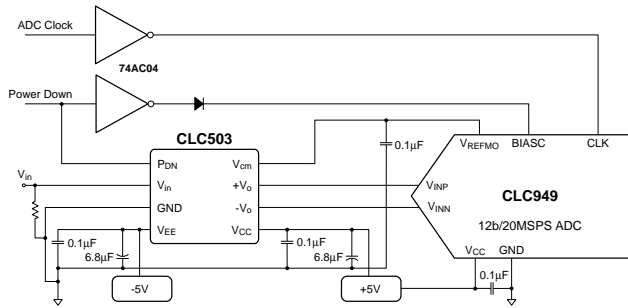 ADC Clock
74AC04
Power Down
CLC503
PDN
Vcm
Vin
Vin
+Vo
GND
-Vo
VEE
VCC
0.1µF
6.8µF
0.1µF
6.8µF
-5V
+5V
0.1µF
VREFMO
BIASC
CLK
VINP
CLC949
VINN
12b/20MSPS ADC
VCC
GND
0.1µF